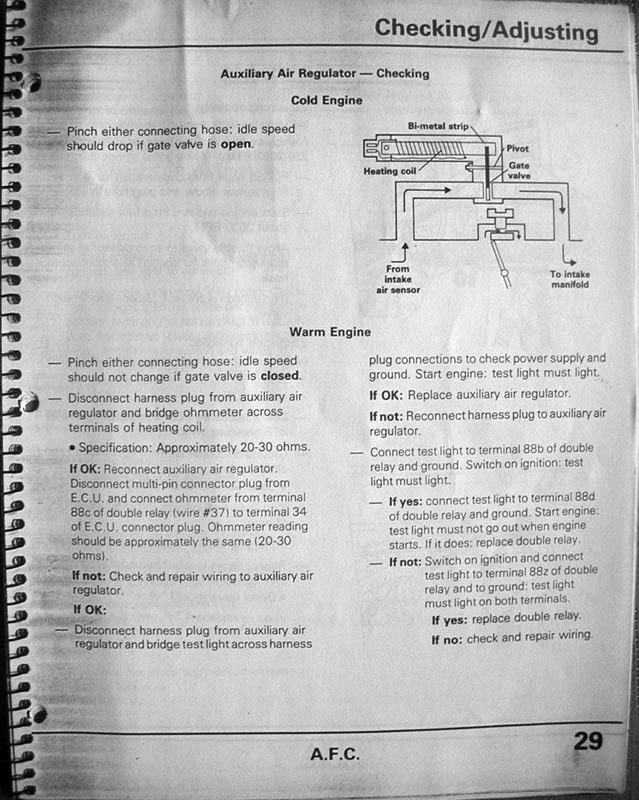 Checking/Adjusting
Auxiliary Air Regulator — Checking
Cold Engine
— Pinch either connecting hose: idle speed
should drop if gate valve is open.
Bi-metal strip
Pivot
Heating coil
Gate
valve
From
intake
air sensor
To intake
manifold
Warm Engine
— Pinch either connecting hose: idle speed
should not change if gate valve is closed.
— Disconnect harness plug from auxiliary air
regulator and bridge ohmmeter across
terminals of heating coil.
• Specification: Approximately 20-30 ohms.
If OK: Reconnect auxiliary air regulator.
Disconnect multi-pin connector plug from
E.C.U. and connect ohmmeter from terminal
88c of double relay (wire #37) to terminal 34
of E.C.U. connector plug. Ohmmeter reading
should be approximately the same (20-30
ohms).
If not: Check and repair wiring to auxiliary air
regulator.
If OK:
— Disconnect harness plug from auxiliary air
regulator and bridge test light across harness
plug connections to check power supply and
ground. Start engine: test light must light.
If OK: Replace auxiliary air regulator.
If not: Reconnect harness plug to auxiliary air
regulator.
— Connect test light to terminal 88b of double
relay and ground. Switch on ignition: test
light must light.
— If yes: connect test light to terminal 88d
of double relay and ground. Start engine:
test light must not go out when engine
starts. If it does: replace double relay.
— If not: Switch on ignition and connect
test light to terminal 88z of double
relay and to ground: test light
must light on both terminals.
If yes: replace double relay.
If no: check and repair wiring.
A.F.C.
29